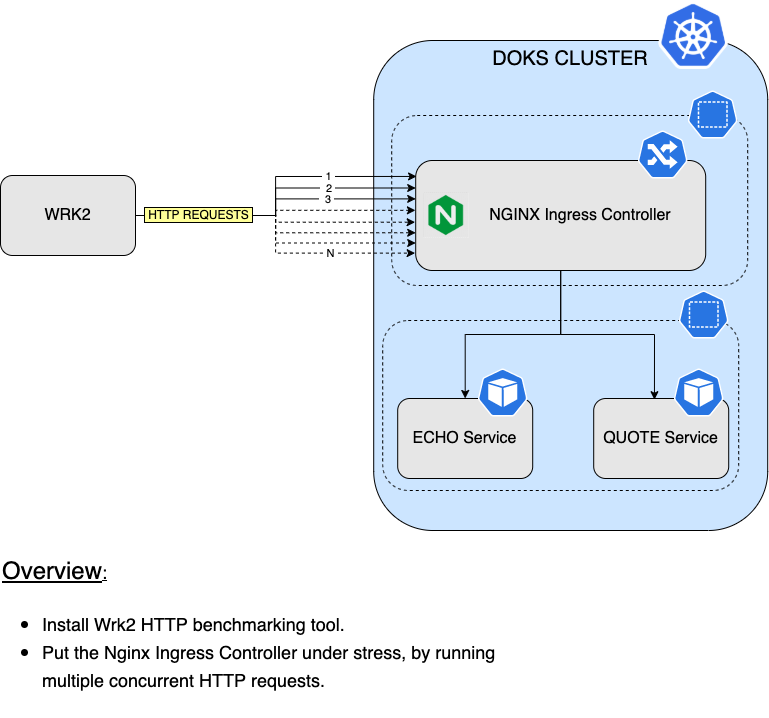 DOKS CLUSTER
WRK2
HTTP REQUESTS
1
2
3
N
N
NGINX Ingress Controller
ECHO Service
QUOTE Service
Overview:
• Install Wrk2 HTTP benchmarking tool.
• Put the Nginx Ingress Controller under stress, by running
multiple concurrent HTTP requests.